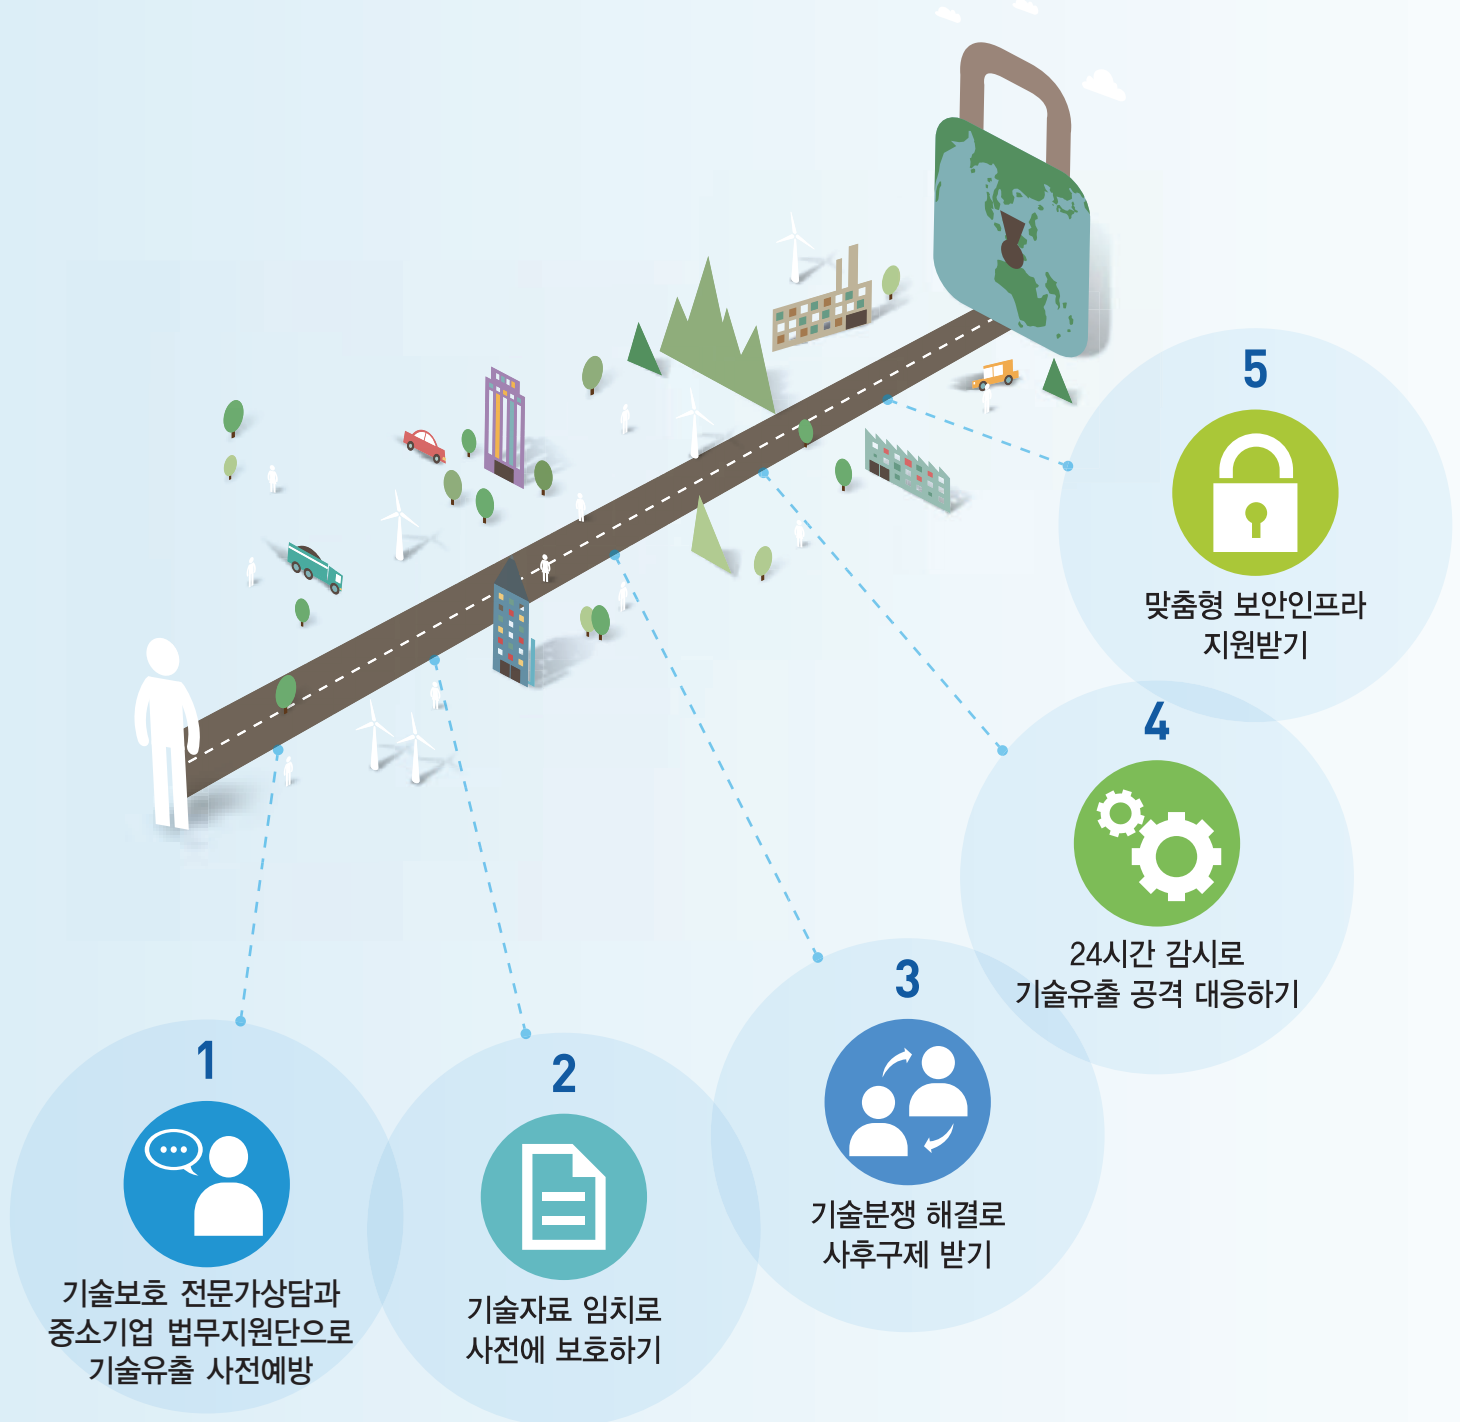 1
기술보호 전문가상담과
중소기업 법무지원단으로
기술유출 사전예방
2
기술자료 임치로
사전에 보호하기
3
기술분쟁 해결로
사후구제 받기
4
24시간 감시로
기술유출 공격 대응하기
5
맞춤형 보안인프라
지원받기